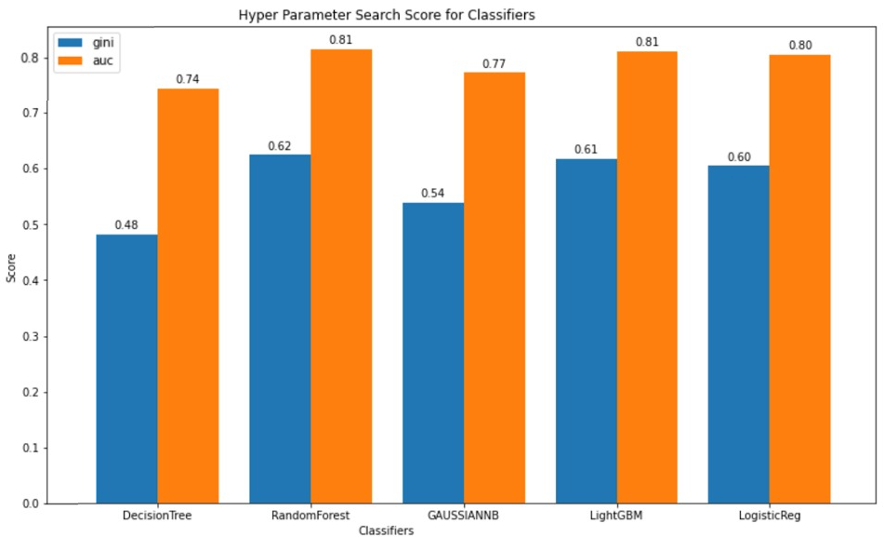 Hyper Parameter Search Score for Classifiers
gini
auc
0.8
0.7
0.6
0.5
0.4
0.3
0.2
0.1
0.0
Score
0.48
0.74
0.62
0.81
0.54
0.77
0.61
0.81
0.60
0.80
DecisionTree
RandomForest
GAUSSIANNB
LightGBM
LogisticReg
Classifiers